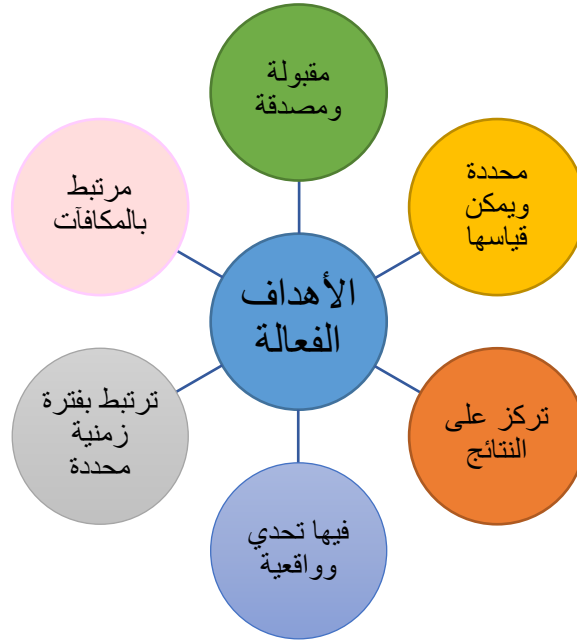 مقبولة
ومصدقة
محددة
ويمكن
قياسها
مرتبط
بالمكافآت
الأهداف
الفعالة
تركز على
النتائج
ترتبط بفترة
زمنية
محددة
فيها تحدي
وواقعية